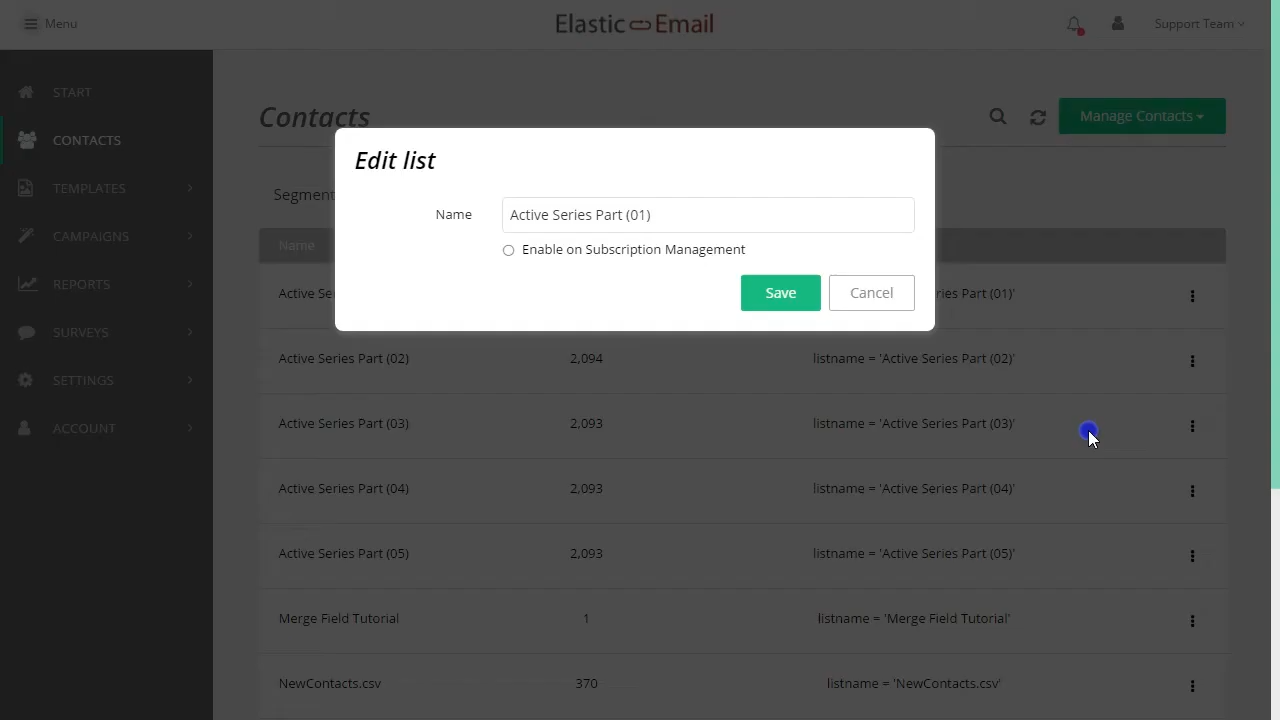 Menu
Elastic Email
Support Team
START
CONTACTS
TEMPLATES
CAMPAIGNS
REPORTS
SURVEYS
SETTINGS
ACCOUNT
Contacts
Manage Contacts
Segment
Name
Edit list
Name
Active Series Part (01)
Enable on Subscription Management
Save
Cancel
Active Se
ries Part (01)'
Active Series Part (02) 2,094 listname = 'Active Series Part (02)'
Active Series Part (03) 2,093 listname = 'Active Series Part (03)'
Active Series Part (04) 2,093 listname = 'Active Series Part (04)'
Active Series Part (05) 2,093 listname = 'Active Series Part (05)'
Merge Field Tutorial 1 listname = 'Merge Field Tutorial'
NewContacts.csv 370 listname = 'NewContacts.csv'